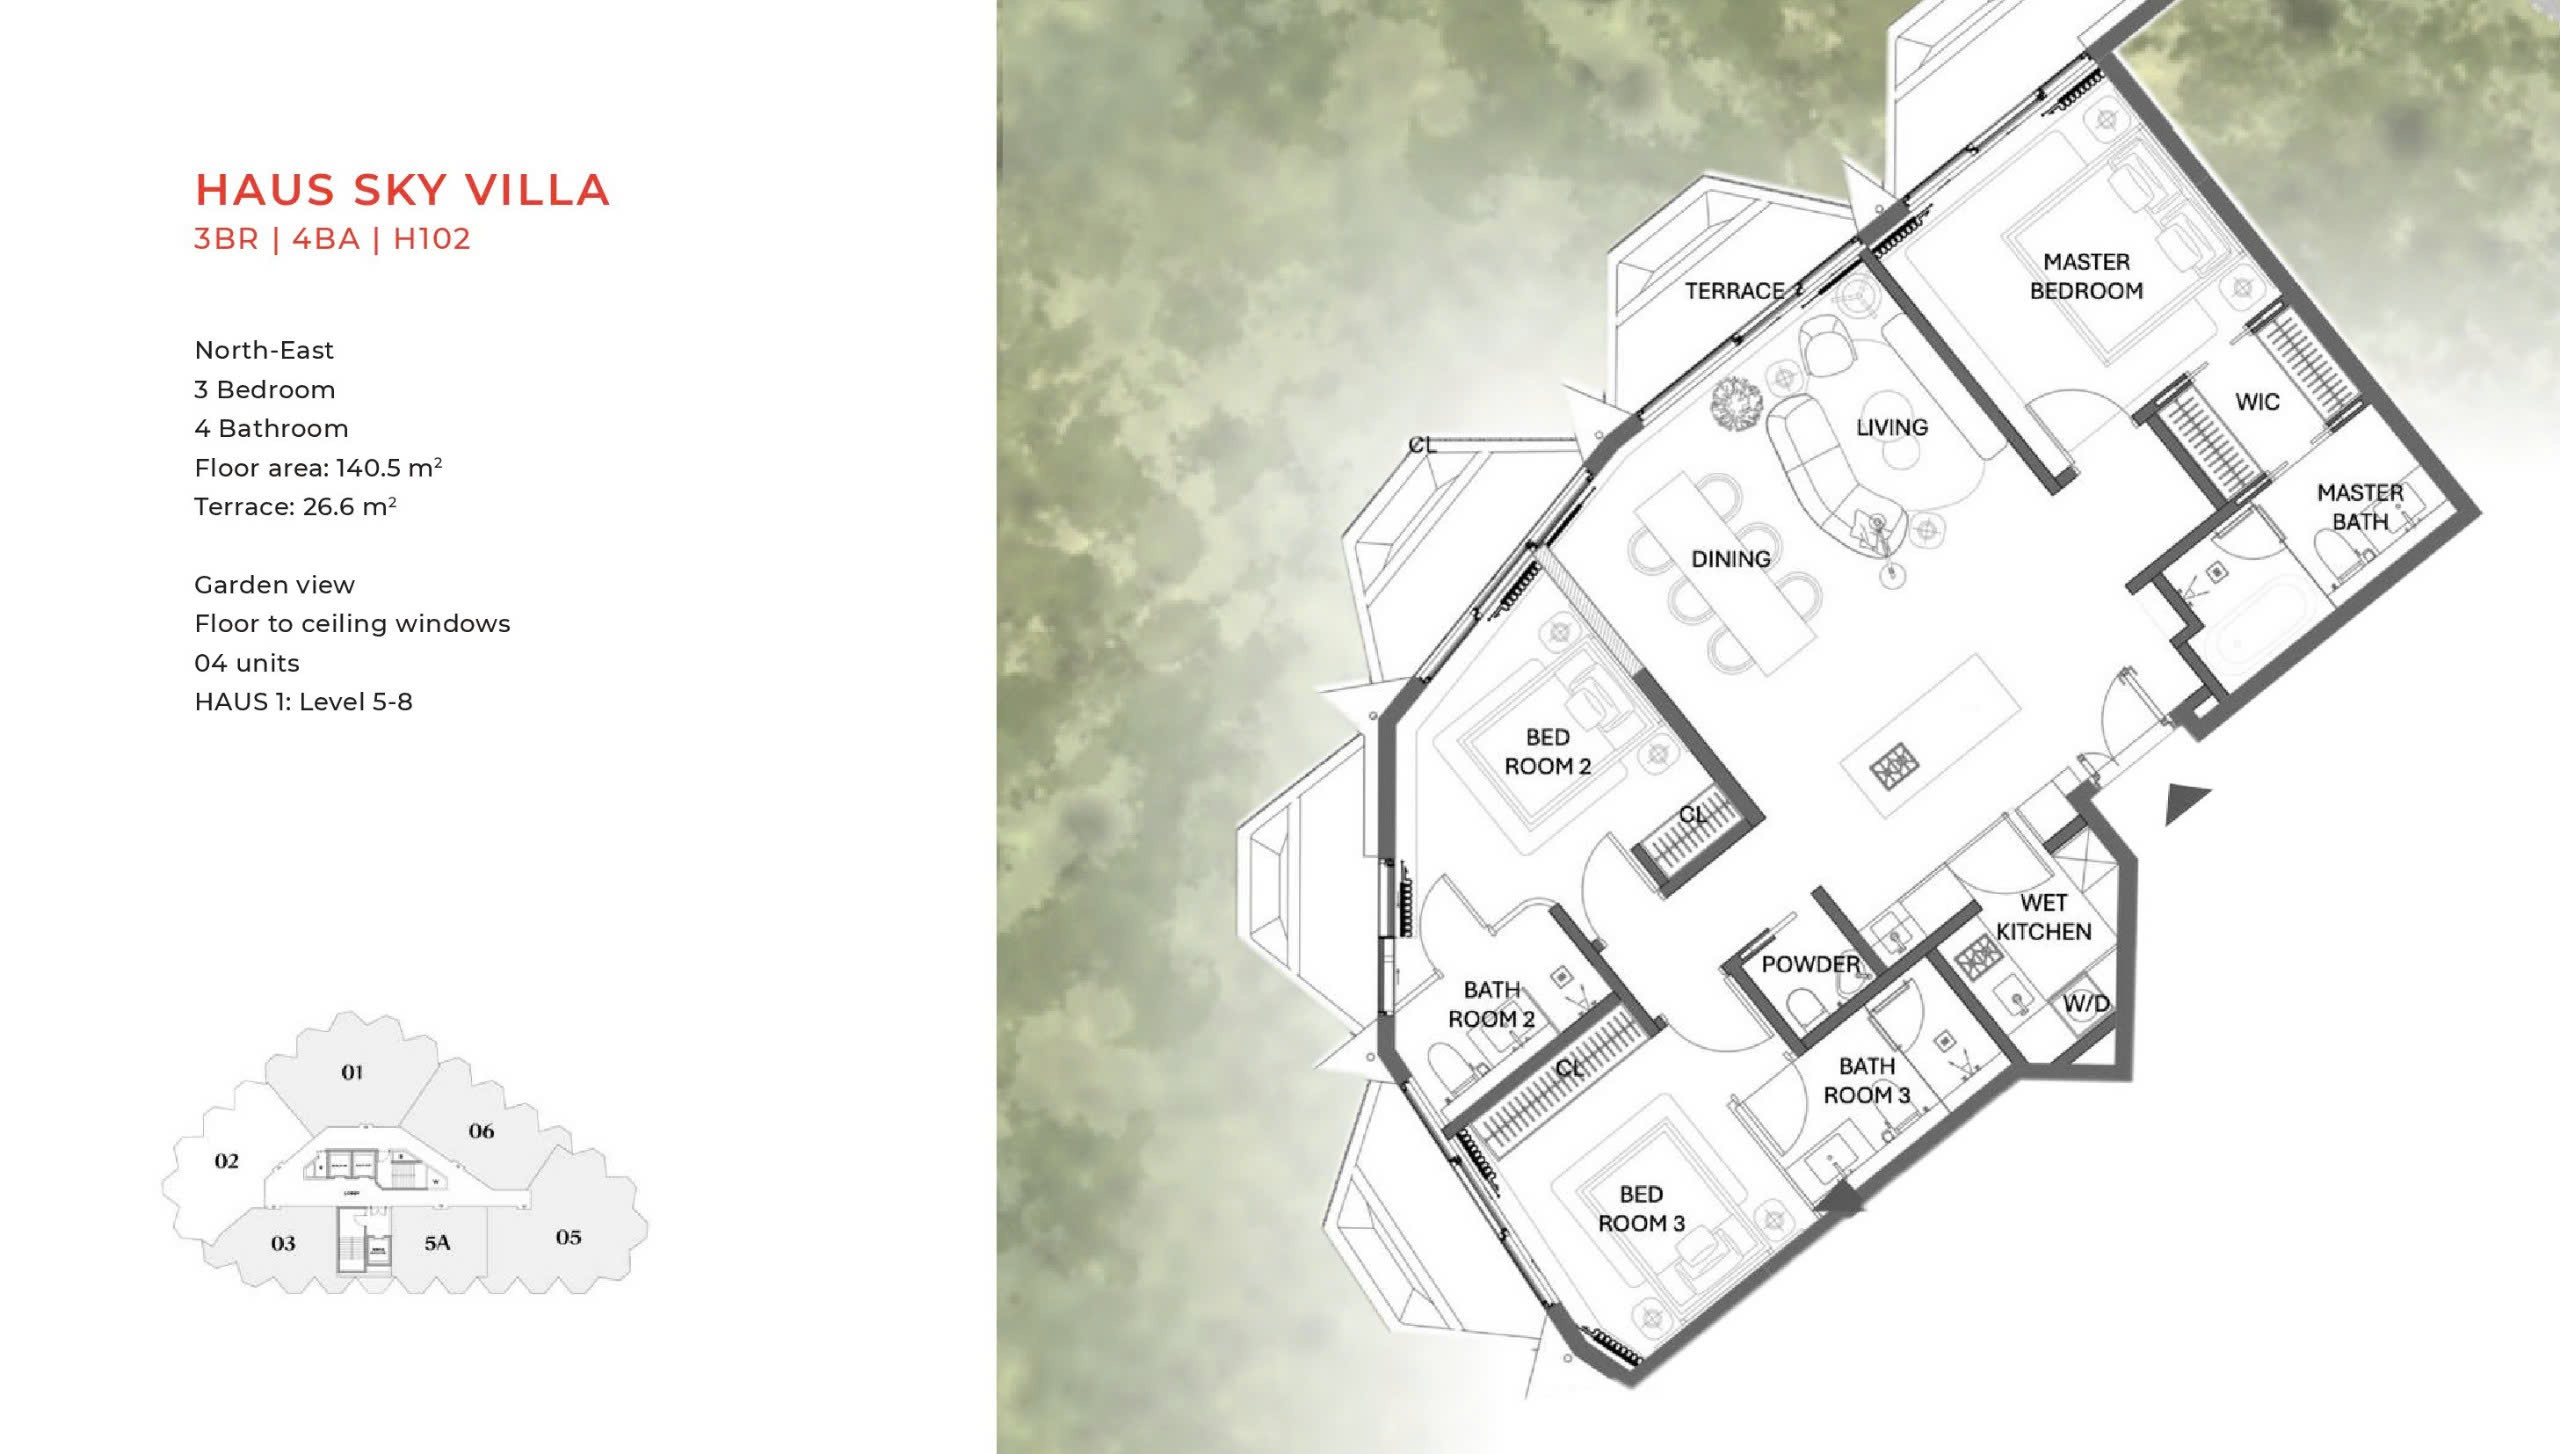 HAUS SKY VILLA
3BR | 4BA | H102
North-East
3 Bedroom
4 Bathroom
Floor area: 140.5 m²
Terrace: 26.6 m²
Garden view
Floor to ceiling windows
04 units
HAUS 1: Level 5-8
01
06
02
LOBBY
03
5A
05
MASTER
BEDROOM
TERRACE
WIC
LIVING
CL
MASTER
BATH
DINING
BED
ROOM 2
CL
WET
KITCHEN
POWDER
BATH
ROOM 2
W/D
CL
BATH
ROOM 3
BED
ROOM 3